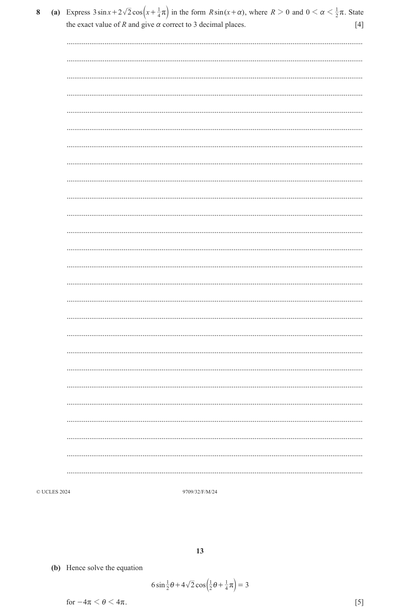 8 (a) Express 3 sin x + 2√2 cos(x + ¼π) in the form R sin(x + α), where R > 0 and 0 < α < ½π. State
the exact value of R and give α correct to 3 decimal places. [4]
© UCLES 2024 9709/32/F/M/24
13
(b) Hence solve the equation
6 sin ½θ + 4√2 cos(½θ + ¼π) = 3
for −4π < θ < 4π. [5]